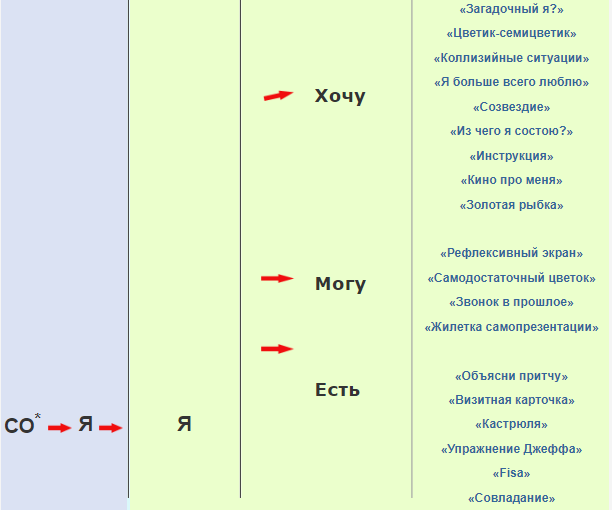 «Загадочный я?»
«Цветик-семицветик»
«Коллизийные ситуации»
«Я больше всего люблю»
Хочу
«Созвездие»
«Из чего я состою?»
«Инструкция»
«Кино про меня»
«Золотая рыбка»
«Рефлексивный экран»
«Самодостаточный цветок»
Могу
«Звонок в прошлое»
«Жилетка самопрезентации»
«Объясни притчу»
Есть
«Визитная карточка»
СО* Я Я
«Кастрюля»
«Упражнение Джеффа»
«Fisa»
«Совладание»